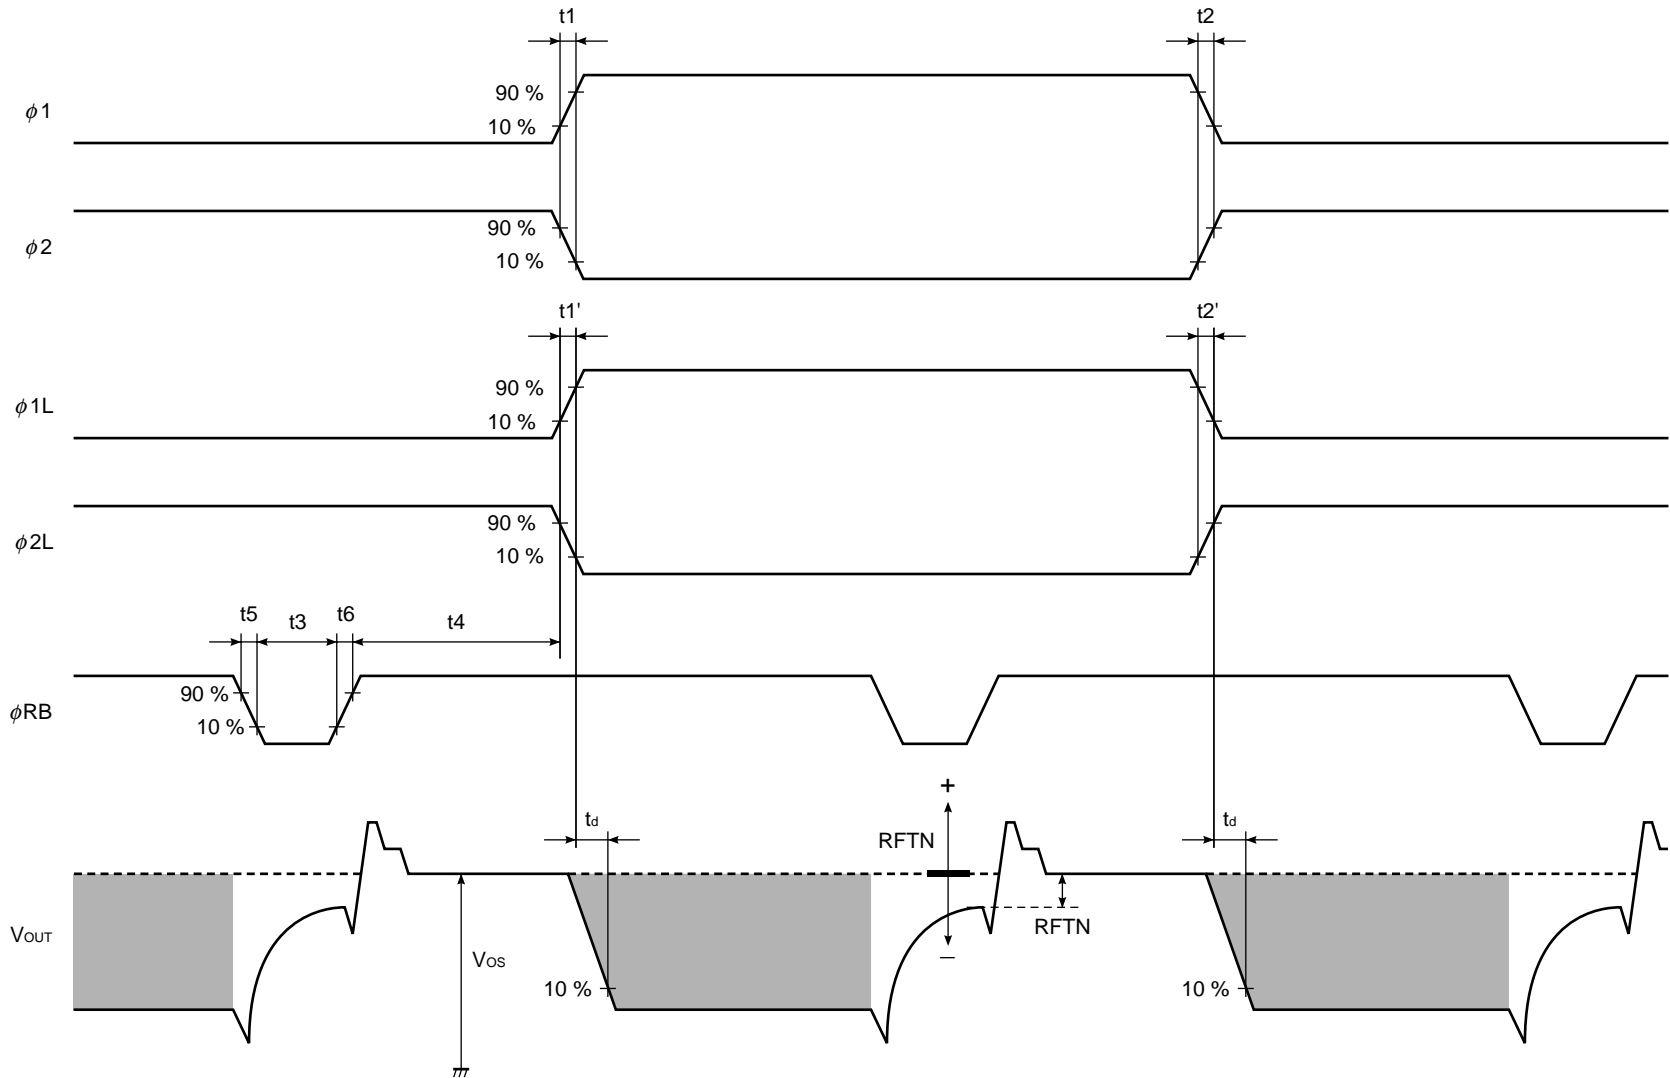 t1 t2
90 %
ϕ1
10 %
90 %
ϕ2
10 %
t1' t2'
90 %
ϕ1L
10 %
90 %
ϕ2L
10 %
t5 t3 t6 t4
90 %
ϕRB
10 %
+
td td
RFTN
RFTN
VOUT
VOS
−
10 % 10 %